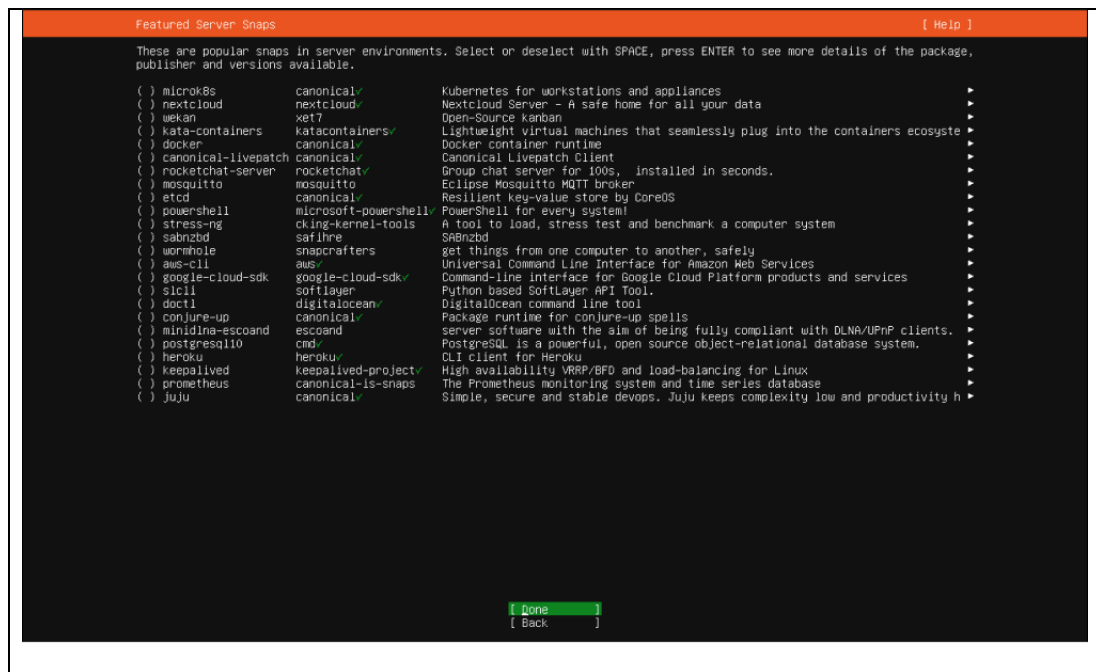 Featured Server Snaps [ Help ]
These are popular snaps in server environments. Select or deselect with SPACE, press ENTER to see more details of the package,
publisher and versions available.
( ) microk8s canonical✓ Kubernetes for workstations and appliances ▸
( ) nextcloud nextcloud✓ Nextcloud Server - A safe home for all your data ▸
( ) wekan xet7 Open-Source kanban ▸
( ) kata-containers katacontainers✓ Lightweight virtual machines that seamlessly plug into the containers ecosyste ▸
( ) docker canonical✓ Docker container runtime ▸
( ) canonical-livepatch canonical✓ Canonical Livepatch Client ▸
( ) rocketchat-server rocketchat✓ Group chat server for 100s, installed in seconds. ▸
( ) mosquitto mosquitto Eclipse Mosquitto MQTT broker ▸
( ) etcd canonical✓ Resilient key-value store by CoreOS ▸
( ) powershell microsoft-powershell✓ PowerShell for every system! ▸
( ) stress-ng cking-kernel-tools A tool to load, stress test and benchmark a computer system ▸
( ) sabnzbd safihre SABnzbd ▸
( ) wormhole snapcrafters get things from one computer to another, safely ▸
( ) aws-cli aws✓ Universal Command Line Interface for Amazon Web Services ▸
( ) google-cloud-sdk google-cloud-sdk✓ Command-line interface for Google Cloud Platform products and services ▸
( ) slcli softlayer Python based SoftLayer API Tool. ▸
( ) doctl digitalocean✓ DigitalOcean command line tool ▸
( ) conjure-up canonical✓ Package runtime for conjure-up spells ▸
( ) minidlna-escoand escoand server software with the aim of being fully compliant with DLNA/UPnP clients. ▸
( ) postgresql10 cmd✓ PostgreSQL is a powerful, open source object-relational database system. ▸
( ) heroku heroku✓ CLI client for Heroku ▸
( ) keepalived keepalived-project✓ High availability VRRP/BFD and load-balancing for Linux ▸
( ) prometheus canonical-is-snaps The Prometheus monitoring system and time series database ▸
( ) juju canonical✓ Simple, secure and stable devops. Juju keeps complexity low and productivity h ▸
[ Done ]
[ Back ]